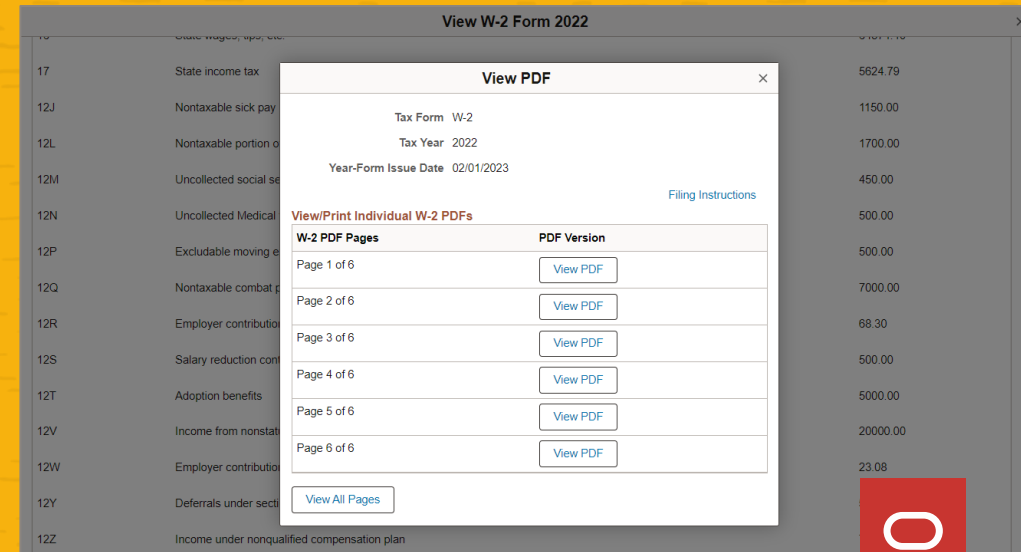 View W-2 Form 2022 ×
State wages, tips, etc.
17 State income tax 5624.79
12J Nontaxable sick pay 1150.00
12L Nontaxable portion o 1700.00
12M Uncollected social se 450.00
12N Uncollected Medical 500.00
12P Excludable moving e 500.00
12Q Nontaxable combat p 7000.00
12R Employer contribution 68.30
12S Salary reduction cont 500.00
12T Adoption benefits 5000.00
12V Income from nonstat 20000.00
12W Employer contribution 23.08
12Y Deferrals under secti
12Z Income under nonqualified compensation plan
View PDF ×
Tax Form W-2
Tax Year 2022
Year-Form Issue Date 02/01/2023
Filing Instructions
View/Print Individual W-2 PDFs
W-2 PDF Pages PDF Version
Page 1 of 6 View PDF
Page 2 of 6 View PDF
Page 3 of 6 View PDF
Page 4 of 6 View PDF
Page 5 of 6 View PDF
Page 6 of 6 View PDF
View All Pages